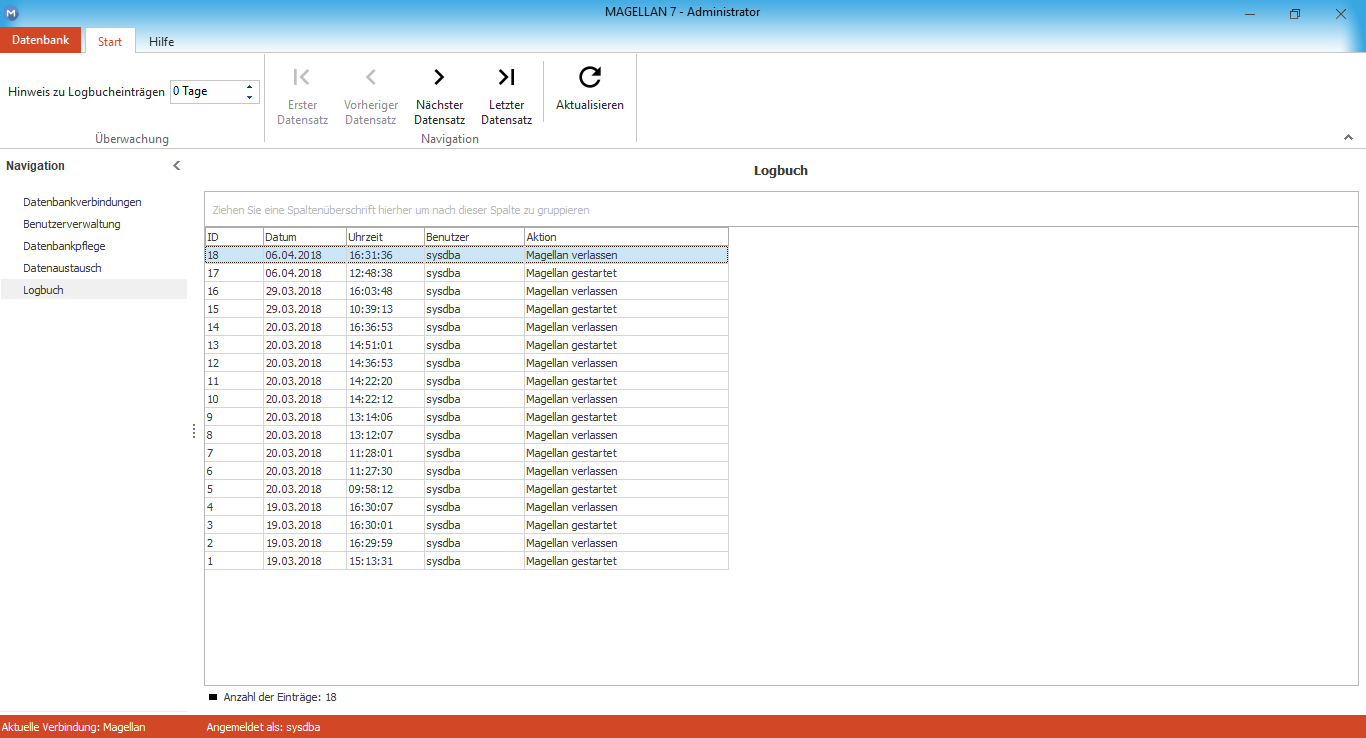 M
MAGELLAN 7 - Administrator
Datenbank Start Hilfe
Hinweis zu Logbucheinträgen 0 Tage
Erster Datensatz
Vorheriger Datensatz
Nächster Datensatz
Letzter Datensatz
Aktualisieren
Überwachung
Navigation
Navigation
Datenbankverbindungen
Benutzerverwaltung
Datenbankpflege
Datenaustausch
Logbuch
Logbuch
Ziehen Sie eine Spaltenüberschrift hierher um nach dieser Spalte zu gruppieren
ID Datum Uhrzeit Benutzer Aktion
18 06.04.2018 16:31:36 sysdba Magellan verlassen
17 06.04.2018 12:48:38 sysdba Magellan gestartet
16 29.03.2018 16:03:48 sysdba Magellan verlassen
15 29.03.2018 10:39:13 sysdba Magellan gestartet
14 20.03.2018 16:36:53 sysdba Magellan verlassen
13 20.03.2018 14:51:01 sysdba Magellan gestartet
12 20.03.2018 14:36:53 sysdba Magellan verlassen
11 20.03.2018 14:22:20 sysdba Magellan gestartet
10 20.03.2018 14:22:12 sysdba Magellan verlassen
9 20.03.2018 13:14:06 sysdba Magellan gestartet
8 20.03.2018 13:12:07 sysdba Magellan verlassen
7 20.03.2018 11:28:01 sysdba Magellan gestartet
6 20.03.2018 11:27:30 sysdba Magellan verlassen
5 20.03.2018 09:58:12 sysdba Magellan gestartet
4 19.03.2018 16:30:07 sysdba Magellan verlassen
3 19.03.2018 16:30:01 sysdba Magellan gestartet
2 19.03.2018 16:29:59 sysdba Magellan verlassen
1 19.03.2018 15:13:31 sysdba Magellan gestartet
Anzahl der Einträge: 18
Aktuelle Verbindung: Magellan Angemeldet als: sysdba